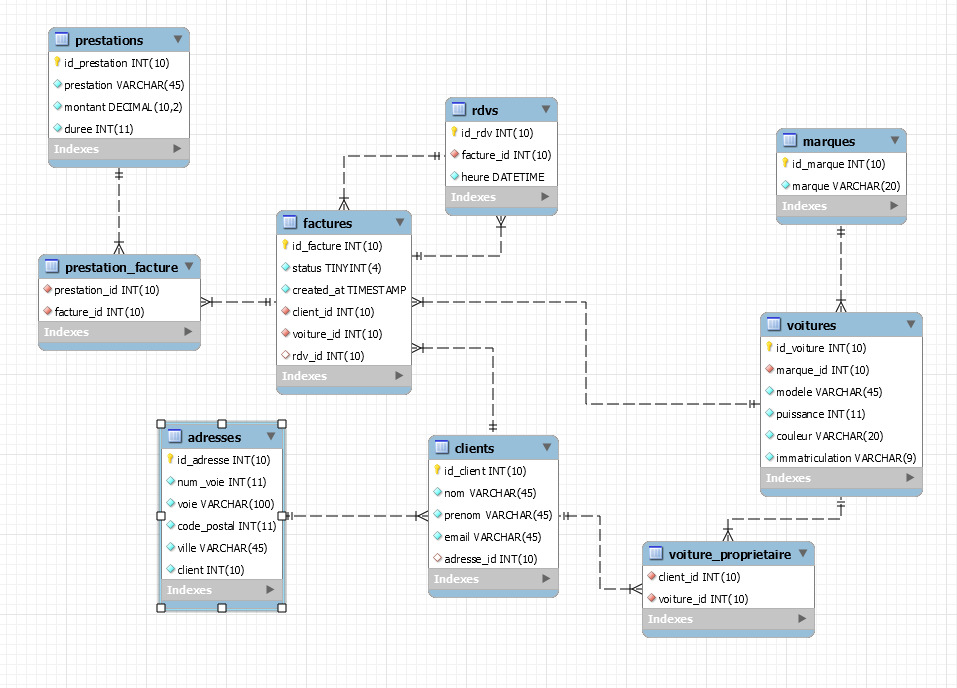 prestations
id_prestation INT(10)
prestation VARCHAR(45)
montant DECIMAL(10,2)
duree INT(11)
Indexes
rdvs
id_rdv INT(10)
facture_id INT(10)
heure DATETIME
Indexes
marques
id_marque INT(10)
marque VARCHAR(20)
Indexes
factures
id_facture INT(10)
status TINYINT(4)
created_at TIMESTAMP
client_id INT(10)
voiture_id INT(10)
rdv_id INT(10)
Indexes
prestation_facture
prestation_id INT(10)
facture_id INT(10)
Indexes
voitures
id_voiture INT(10)
marque_id INT(10)
modele VARCHAR(45)
puissance INT(11)
couleur VARCHAR(20)
immatriculation VARCHAR(9)
Indexes
adresses
id_adresse INT(10)
num_voie INT(11)
voie VARCHAR(100)
code_postal INT(11)
ville VARCHAR(45)
client INT(10)
Indexes
clients
id_client INT(10)
nom VARCHAR(45)
prenom VARCHAR(45)
email VARCHAR(45)
adresse_id INT(10)
Indexes
voiture_proprietaire
client_id INT(10)
voiture_id INT(10)
Indexes